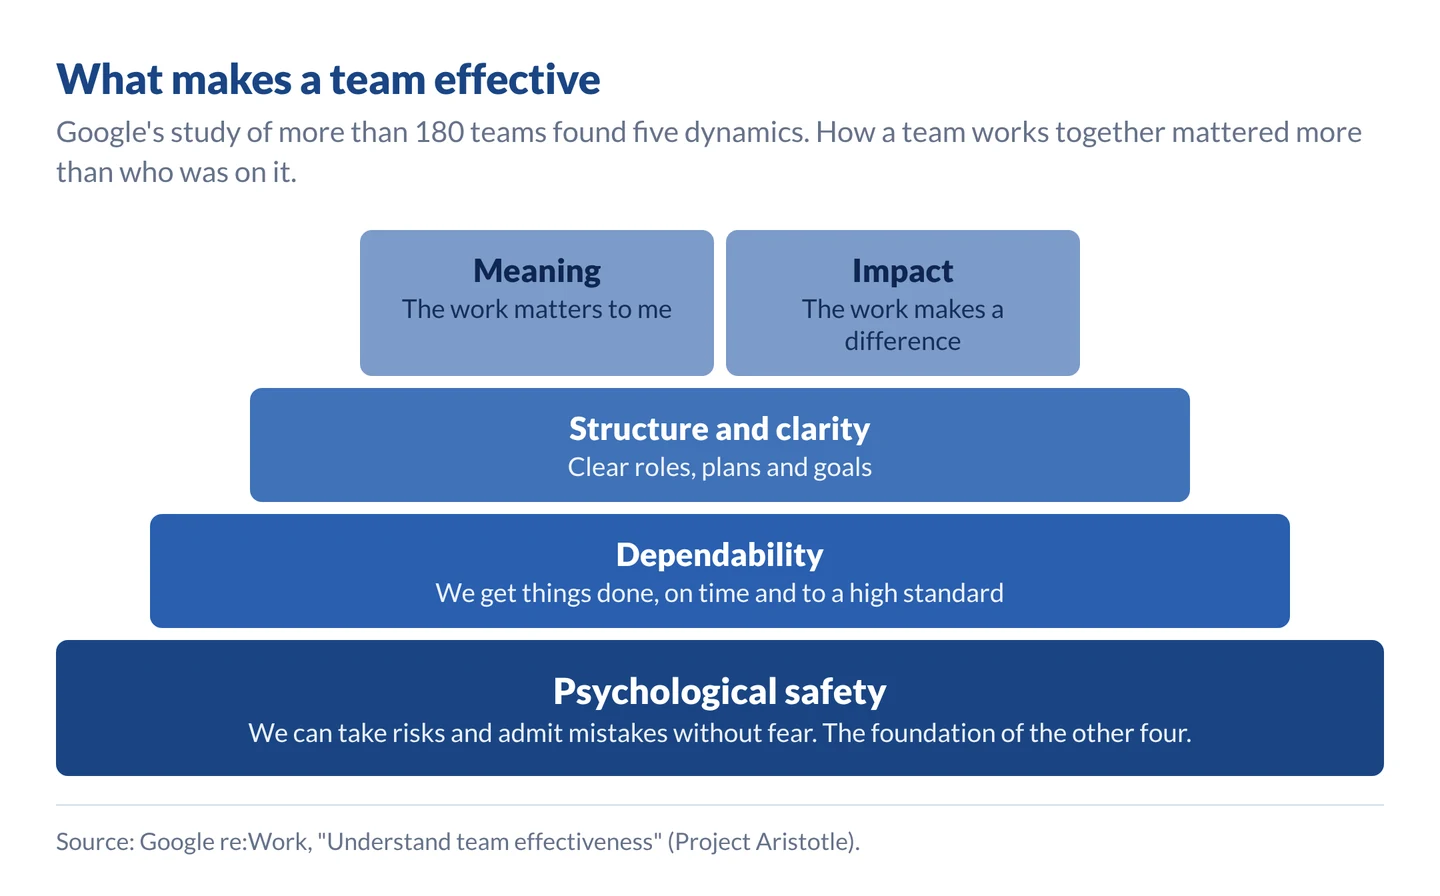 What makes a team effective
Google's study of more than 180 teams found five dynamics. How a team works together mattered more
than who was on it.
Meaning
The work matters to me
Impact
The work makes a
difference
Structure and clarity
Clear roles, plans and goals
Dependability
We get things done, on time and to a high standard
Psychological safety
We can take risks and admit mistakes without fear. The foundation of the other four.
Source: Google re:Work, "Understand team effectiveness" (Project Aristotle).